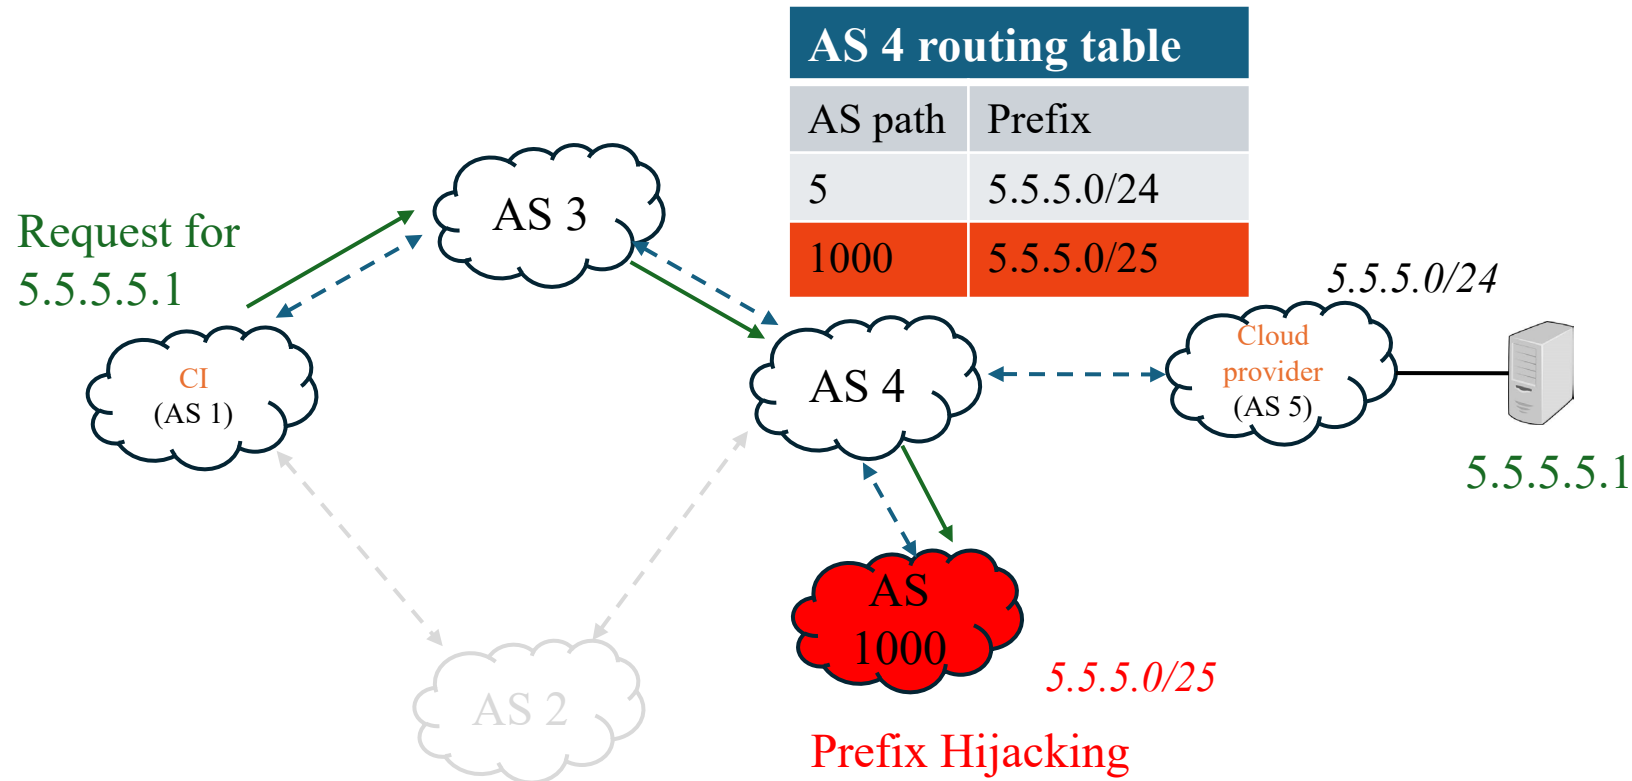 AS 4 routing table
AS path Prefix
5 5.5.5.0/24
1000 5.5.5.0/25
AS 3
Request for
5.5.5.5.1
5.5.5.0/24
CI
(AS 1)
AS 4
Cloud
provider
(AS 5)
5.5.5.5.1
AS
1000
5.5.5.0/25
AS 2
Prefix Hijacking